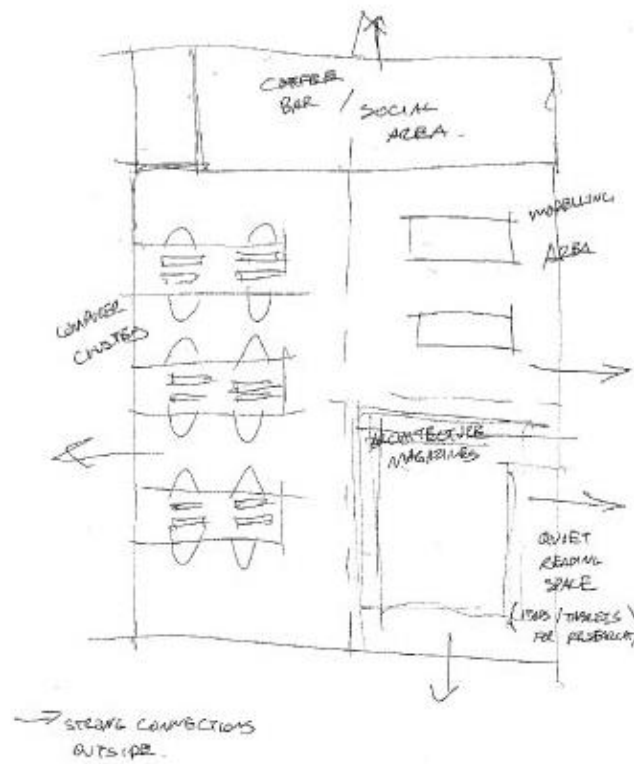 COFFEE
BAR / SOCIAL
AREA.
MODELLING
AREA
COMPUTER
CLUSTERS
ARCHITECTURE
MAGAZINES
QUIET
READING
SPACE
(IPADS / TABLETS
FOR RESEARCH)
→ STRONG CONNECTIONS
OUTSIDE.